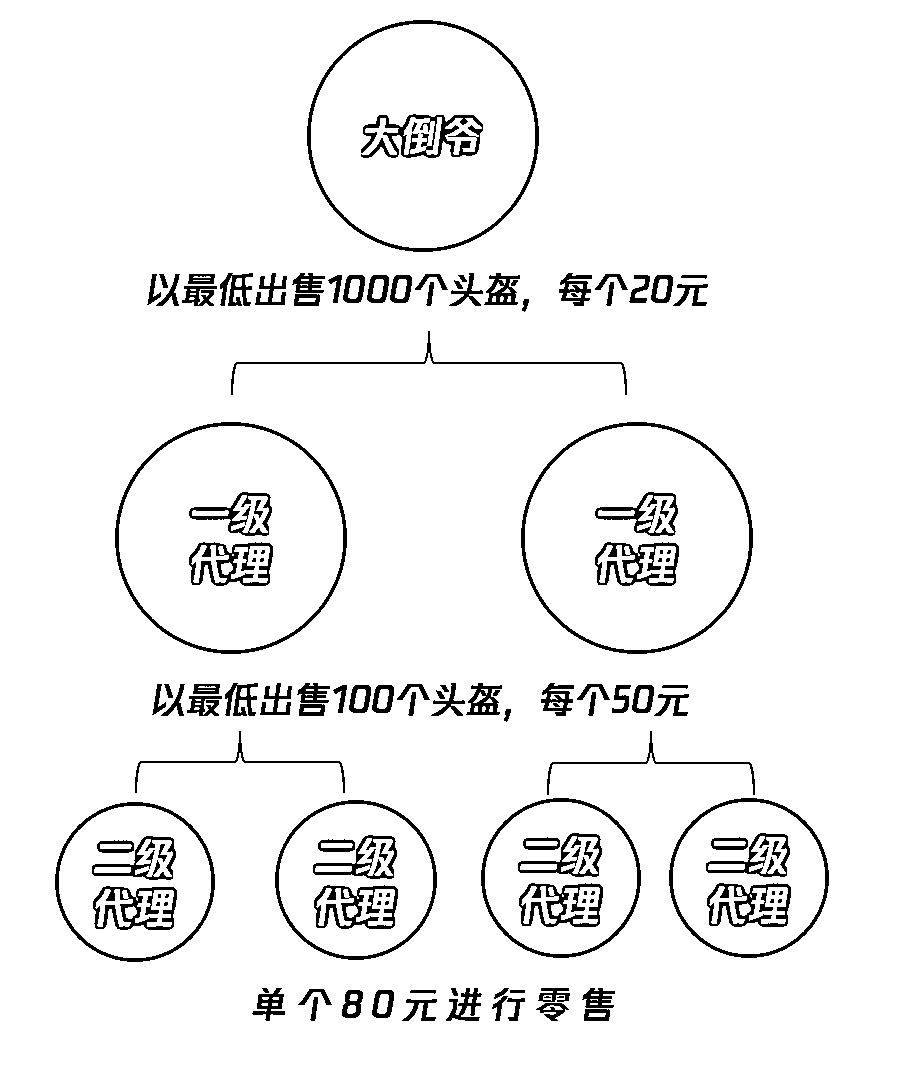 大倒爷
以最低出售1000个头盔，每个20元
一级
代理
一级
代理
以最低出售100个头盔，每个50元
二级
代理
二级
代理
二级
代理
二级
代理
单个80元进行零售